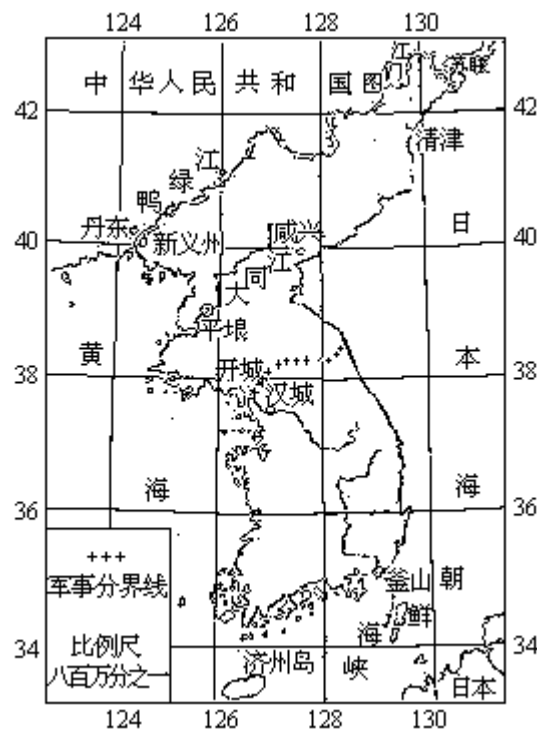 124 126 128 130
中华人民共和国图们江 苏联
42 42
清津
鸭绿江
丹东
新义州
咸兴
日本海
40 40
大同江
平埌
黄海
开城
38 38
汉城
36 36
+++
军事分界线
釜山
朝鲜海峡
比例尺
八百万分之一
34 34
济州岛
日本
124 126 128 130